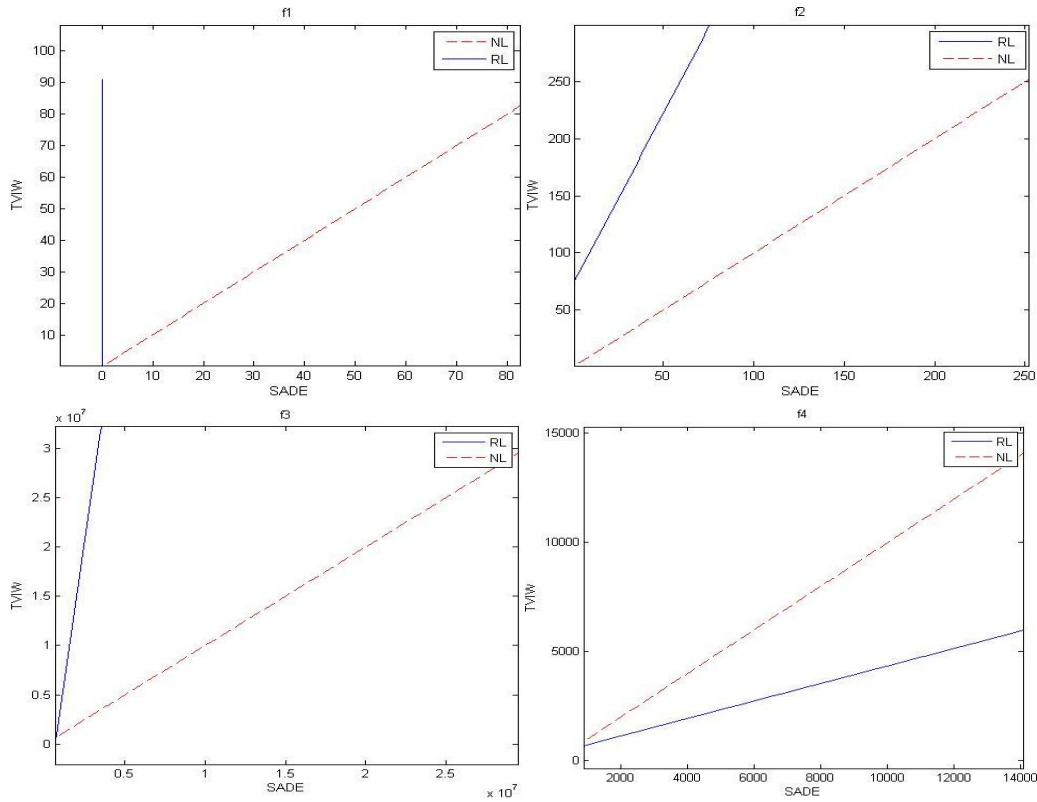 f1
NL
RL
100
90
80
70
60
50
40
30
20
10
TVIW
0 10 20 30 40 50 60 70 80
SADE
f2
RL
NL
250
200
150
100
50
TVIW
50 100 150 200 250
SADE
f3
x 10^7
RL
NL
3
2.5
2
1.5
1
0.5
0
TVIW
0.5 1 1.5 2 2.5
SADE
x 10^7
f4
RL
NL
15000
10000
5000
0
TVIW
2000 4000 6000 8000 10000 12000 14000
SADE